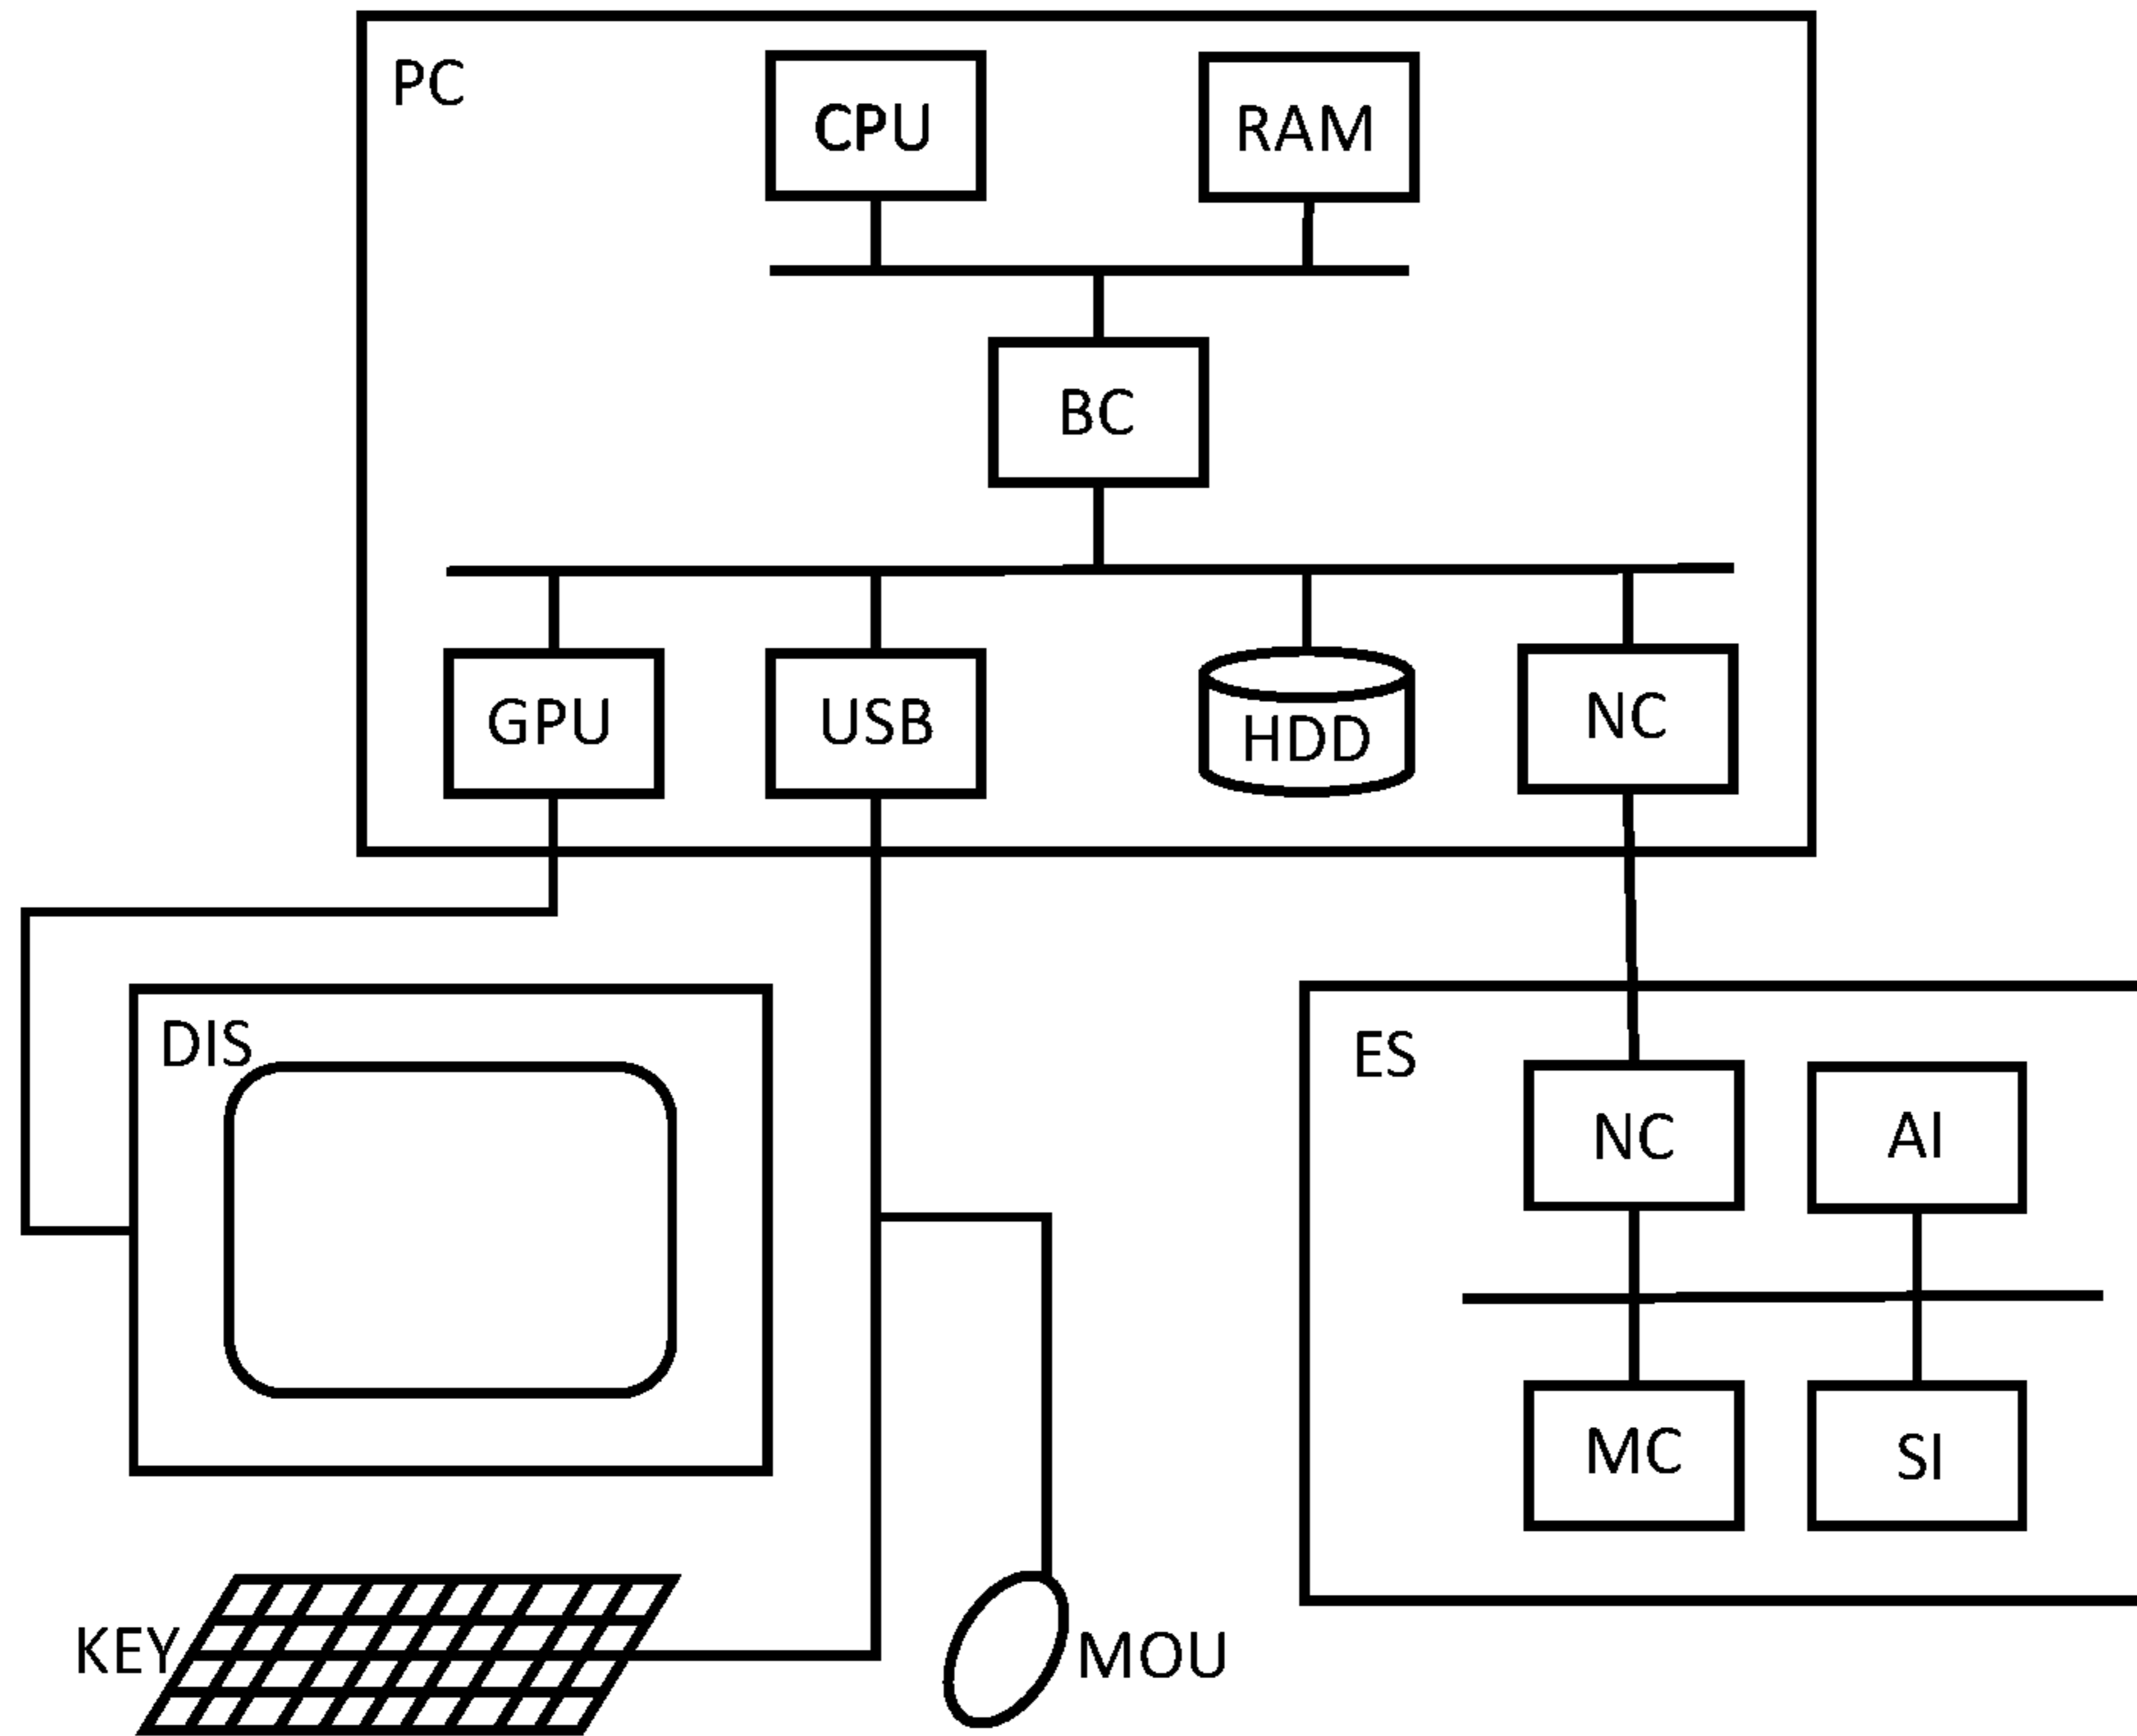 PC
CPU
RAM
BC
GPU
USB
HDD
NC
DIS
ES
NC
AI
MC
SI
KEY
MOU